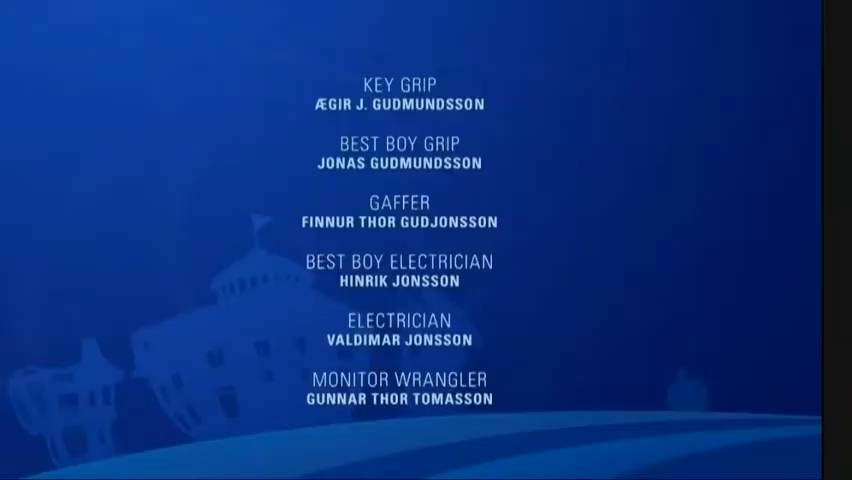 KEY GRIP
ÆGIR J. GUDMUNDSSON
BEST BOY GRIP
JONAS GUDMUNDSSON
GAFFER
FINNUR THOR GUDJONSSON
BEST BOY ELECTRICIAN
HINRIK JONSSON
ELECTRICIAN
VALDIMAR JONSSON
MONITOR WRANGLER
GUNNAR THOR TOMASSON